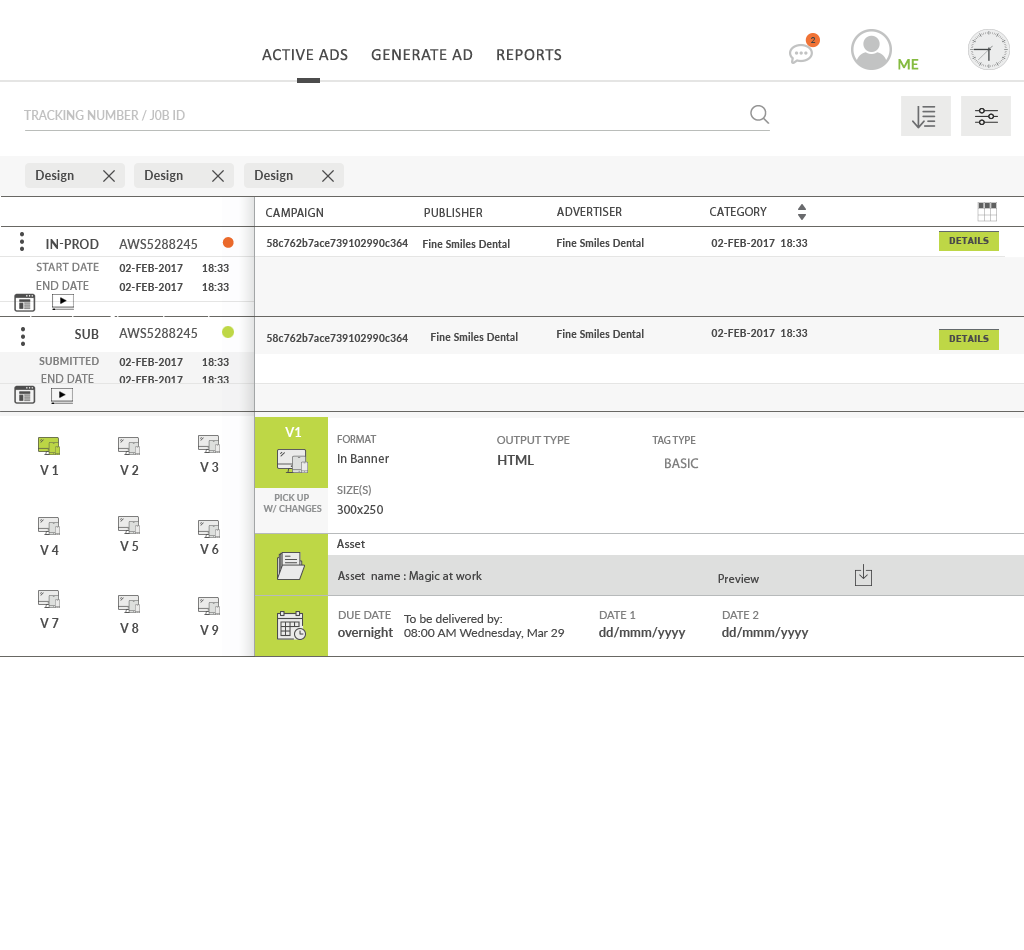 ACTIVE ADS GENERATE AD REPORTS
2
ME
TRACKING NUMBER / J0B ID
Design Design Design
CAMPAIGN PUBLISHER ADVERTISER CATEGORY
IN-PROD AWS5288245 58c762b7ace739102990c364 Fine Smiles Dental Fine Smiles Dental 02-FEB-2017 18:33 DETAILS
START DATE 02-FEB-2017 18:33
END DATE 02-FEB-2017 18:33
SUB AWS5288245 58c762b7ace739102990c364 Fine Smiles Dental Fine Smiles Dental 02-FEB-2017 18:33 DETAILS
SUBMITTED 02-FEB-2017 18:33
END DATE 02-FEB-2017 18:33
V 1 V 2 V 3
V 4 V 5 V 6
V 7 V 8 V 9
V1
PICK UP
W/ CHANGES
FORMAT OUTPUT TYPE TAG TYPE
In Banner HTML BASIC
SIZE(S)
300x250
Asset
Asset name : Magic at work Preview
DUE DATE To be delivered by: DATE 1 DATE 2
overnight 08:00 AM Wednesday, Mar 29 dd/mmm/yyyy dd/mmm/yyyy